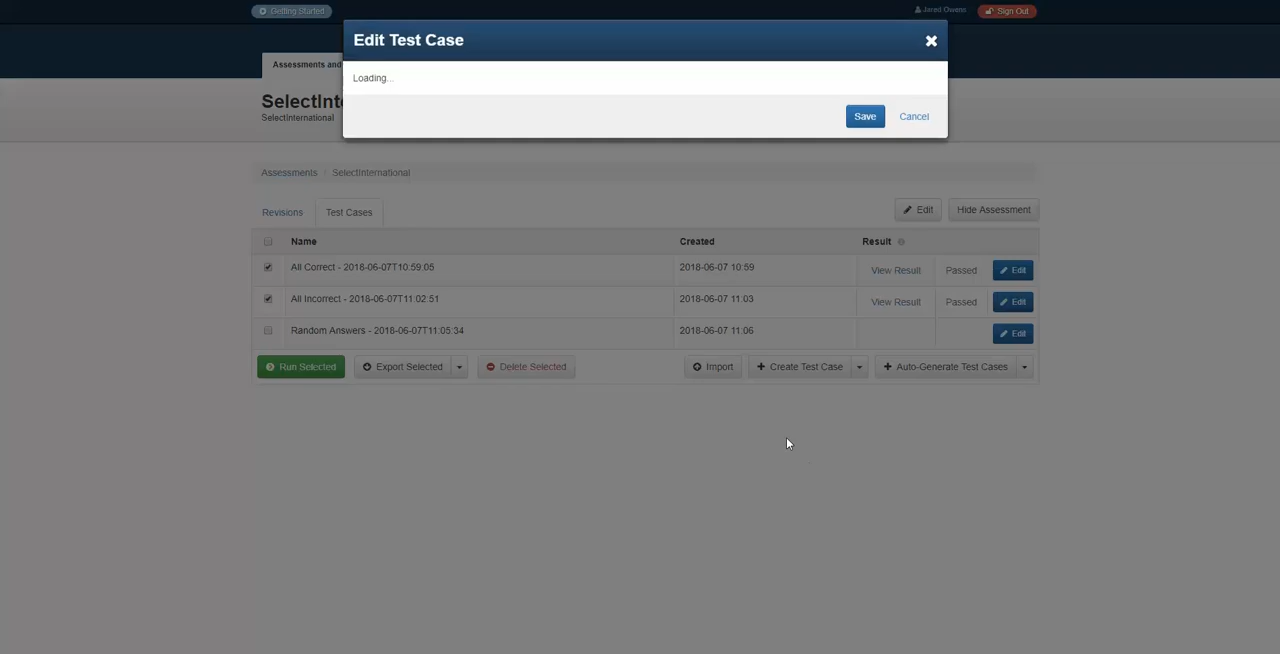 Getting Started
Jared Owens
Sign Out
Edit Test Case
Loading...
Save
Cancel
Assessments and
SelectInte
SelectInternational
Assessments / SelectInternational
Revisions
Test Cases
Edit
Hide Assessment
Name
Created
Result
All Correct - 2018-06-07T10:59:05
2018-06-07 10:59
View Result
Passed
Edit
All Incorrect - 2018-06-07T11:02:51
2018-06-07 11:03
View Result
Passed
Edit
Random Answers - 2018-06-07T11:05:34
2018-06-07 11:06
Edit
Run Selected
Export Selected
Delete Selected
Import
Create Test Case
Auto-Generate Test Cases